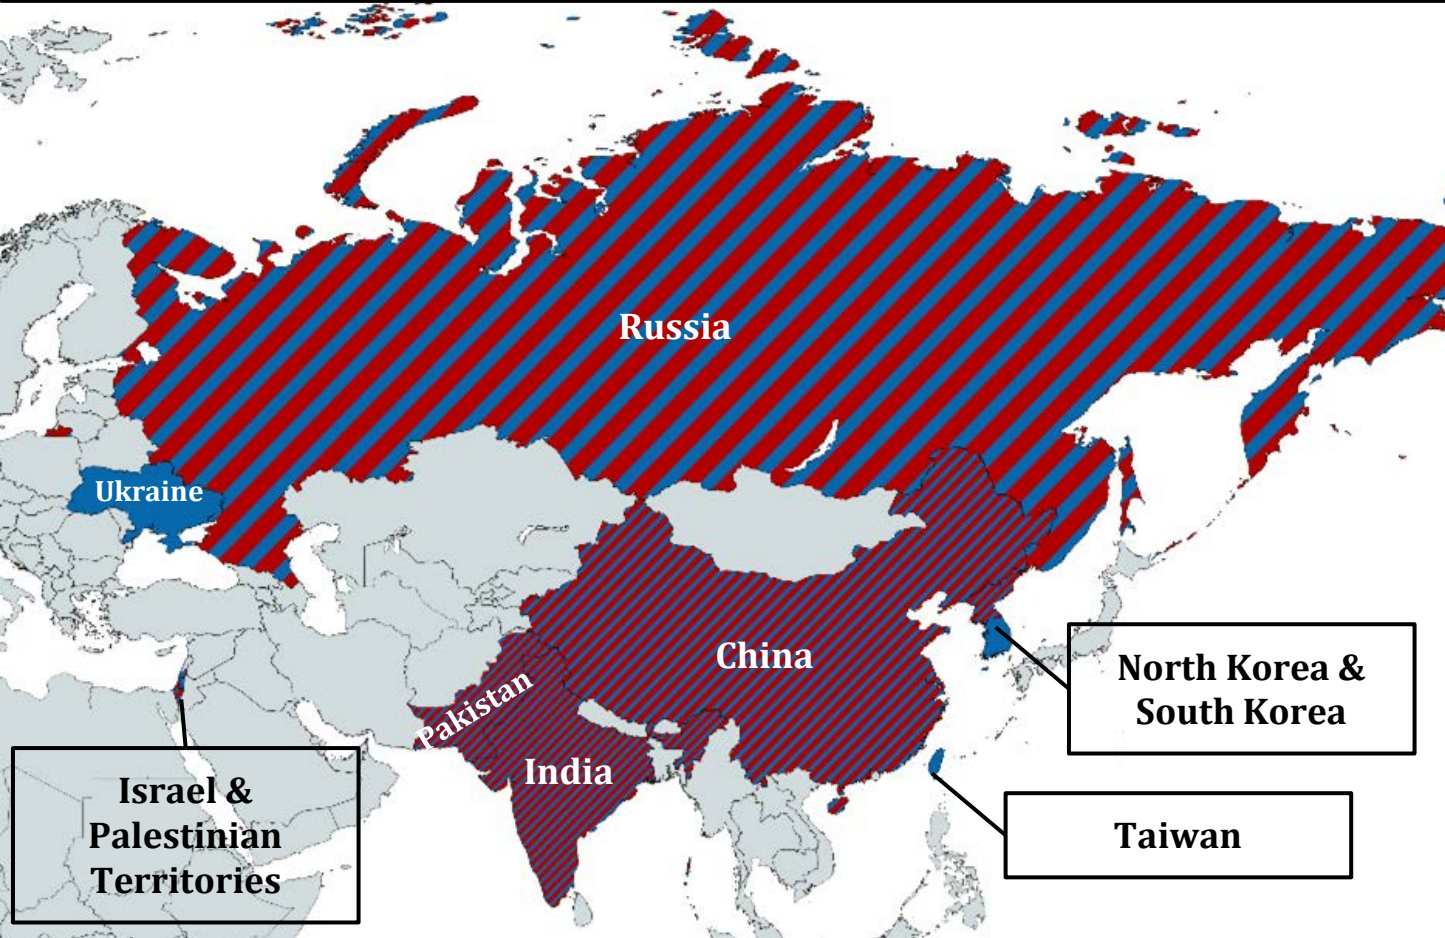 Russia
Ukraine
China
Pakistan
India
North Korea &
South Korea
Taiwan
Israel &
Palestinian
Territories